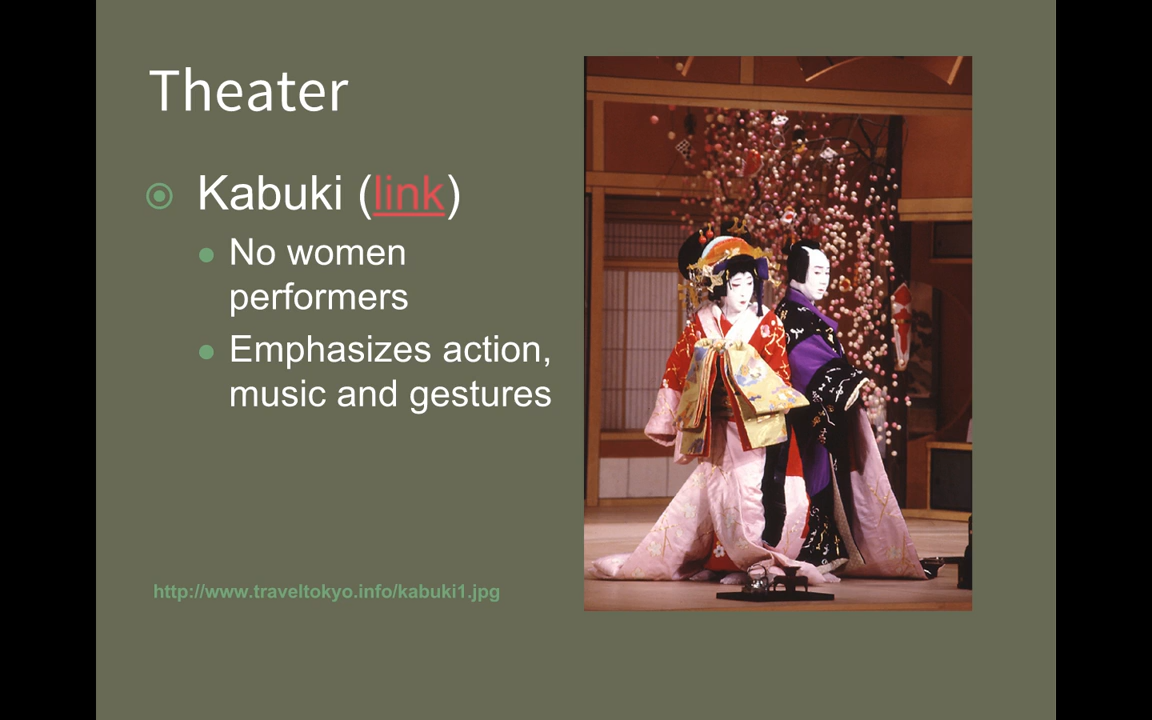 Theater
Kabuki (link)
No women
performers
Emphasizes action,
music and gestures
http://www.traveltokyo.info/kabuki1.jpg